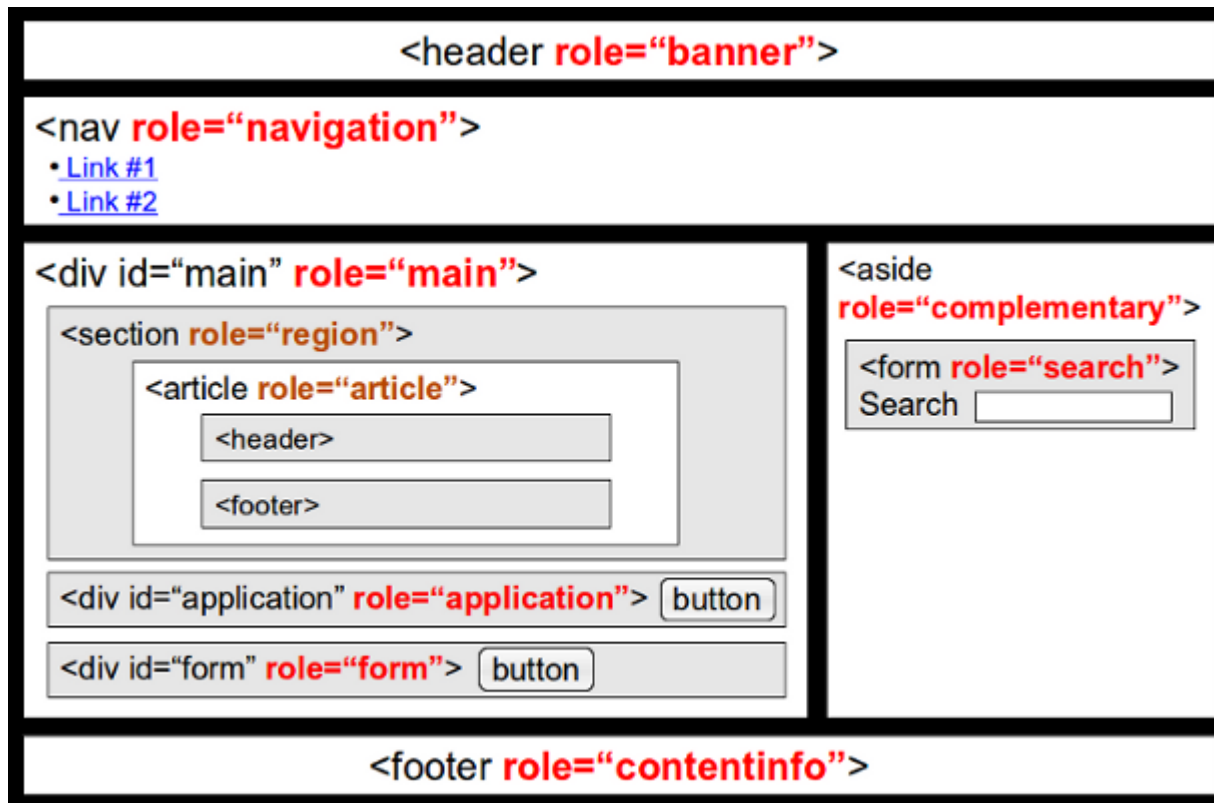 <header role=“banner”>
<nav role=“navigation”>
• Link #1
• Link #2
<div id=“main” role=“main”>
<section role=“region”>
<article role=“article”>
<header>
<footer>
<div id=“application” role=“application”> button
<div id=“form” role=“form”> button
<aside
role=“complementary”>
<form role=“search”>
Search
<footer role=“contentinfo”>